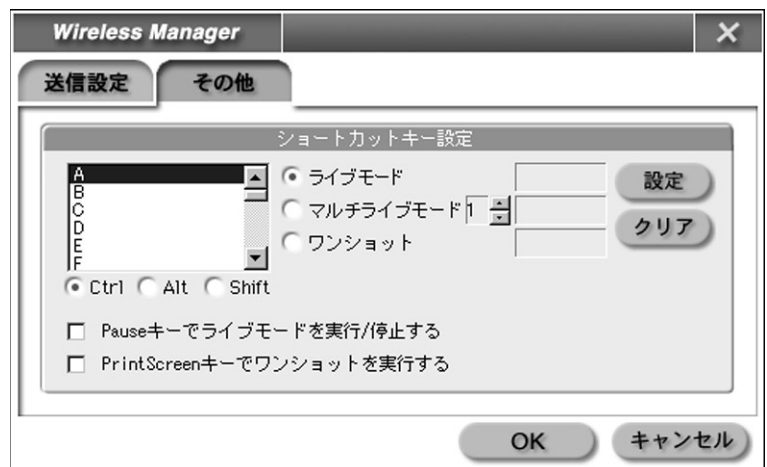 Wireless Manager ×
送信設定 その他
ショートカットキー設定
A
B
C
D
E
F
ライブモード
マルチライブモード 1
ワンショット
設定
クリア
Ctrl Alt Shift
Pauseキーでライブモードを実行/停止する
PrintScreenキーでワンショットを実行する
OK キャンセル